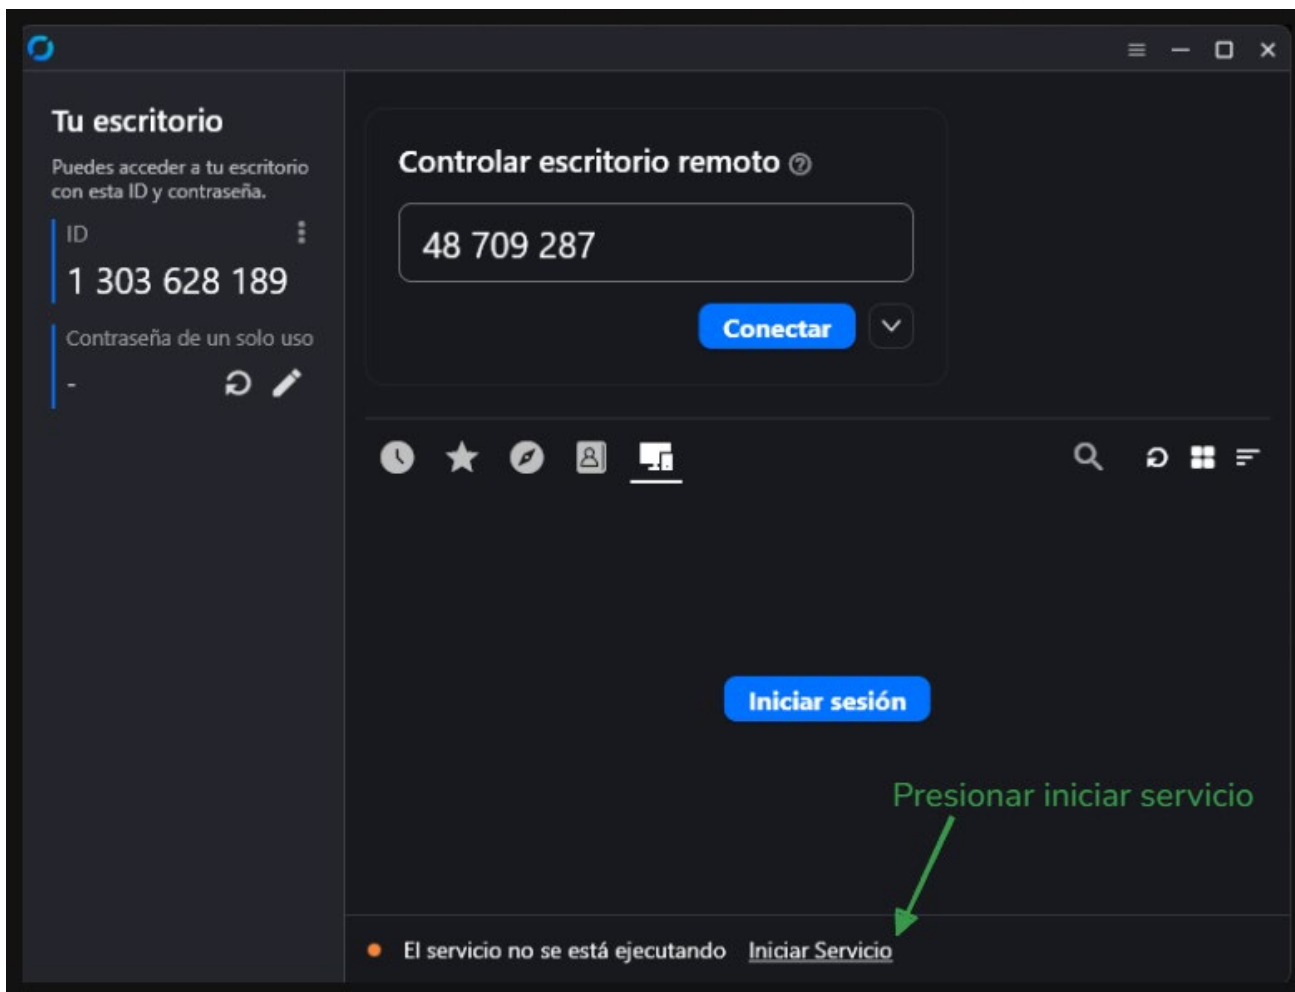 Tu escritorio
Puedes acceder a tu escritorio
con esta ID y contraseña.
ID
1 303 628 189
Contraseña de un solo uso
-
Controlar escritorio remoto
48 709 287
Conectar
Iniciar sesión
Presionar iniciar servicio
El servicio no se está ejecutando Iniciar Servicio